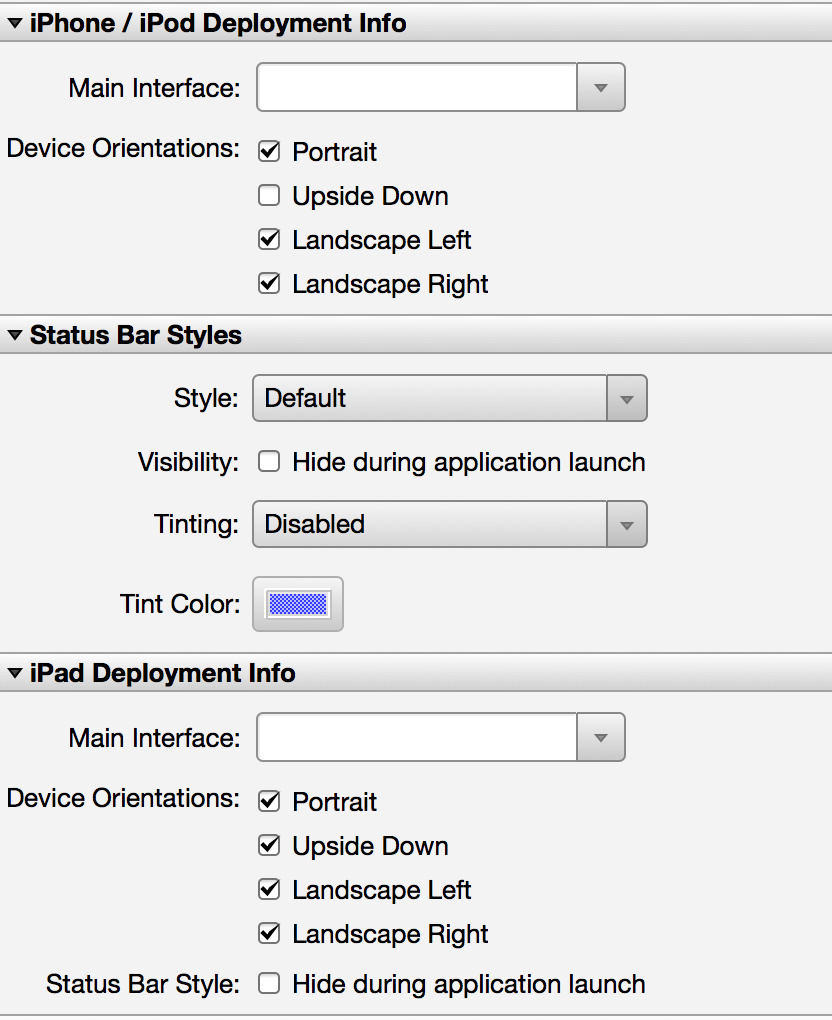 iPhone / iPod Deployment Info
Main Interface:
Device Orientations: Portrait
Upside Down
Landscape Left
Landscape Right
Status Bar Styles
Style: Default
Visibility: Hide during application launch
Tinting: Disabled
Tint Color:
iPad Deployment Info
Main Interface:
Device Orientations: Portrait
Upside Down
Landscape Left
Landscape Right
Status Bar Style: Hide during application launch